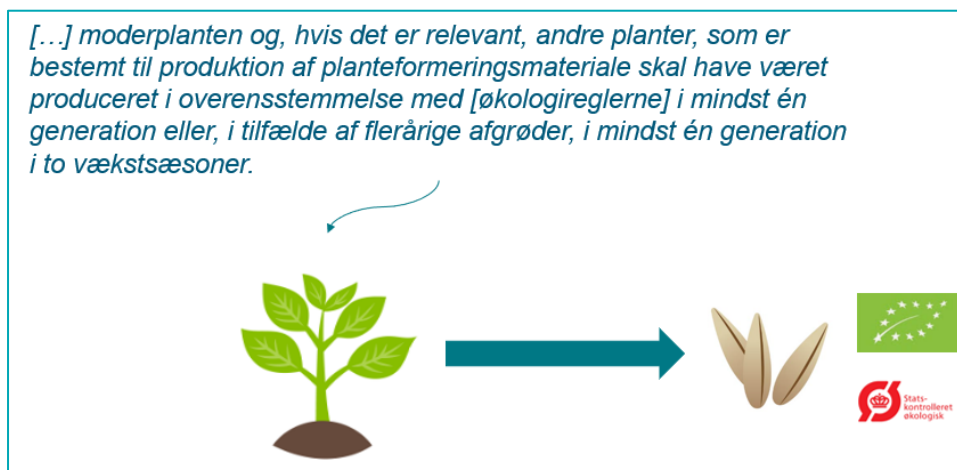 […] moderplanten og, hvis det er relevant, andre planter, som er
bestemt til produktion af planteformeringsmateriale skal have været
produceret i overensstemmelse med [økologireglerne] i mindst én
generation eller, i tilfælde af flerårige afgrøder, i mindst én generation
i to vækstsæsoner.
Stats-
kontrolleret
økologisk